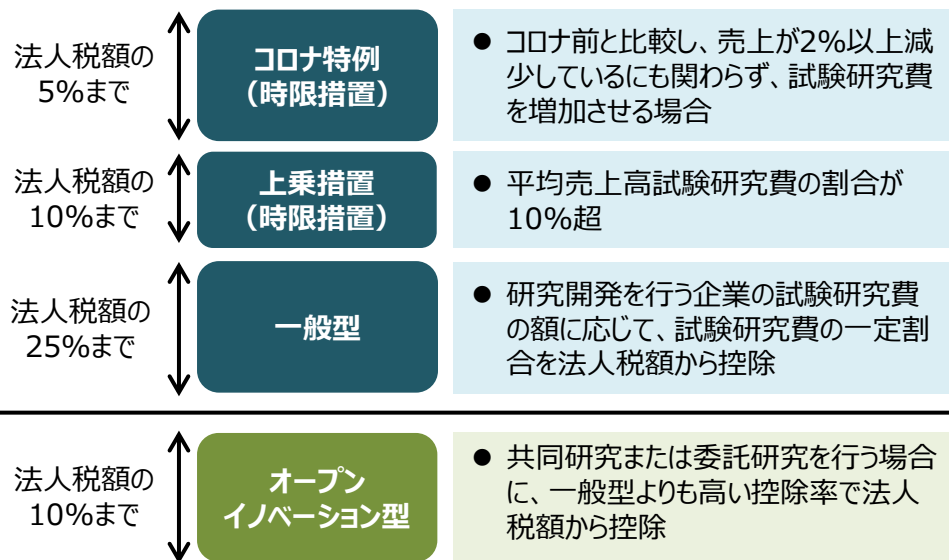 法人税額の
5%まで
コロナ特例
（時限措置）
● コロナ前と比較し、売上が2%以上減
少しているにも関わらず、試験研究費
を増加させる場合
法人税額の
10%まで
上乗措置
（時限措置）
● 平均売上高試験研究費の割合が
10%超
法人税額の
25%まで
一般型
● 研究開発を行う企業の試験研究費
の額に応じて、試験研究費の一定割
合を法人税額から控除
法人税額の
10%まで
オープン
イノベーション型
● 共同研究または委託研究を行う場合
に、一般型よりも高い控除率で法人
税額から控除